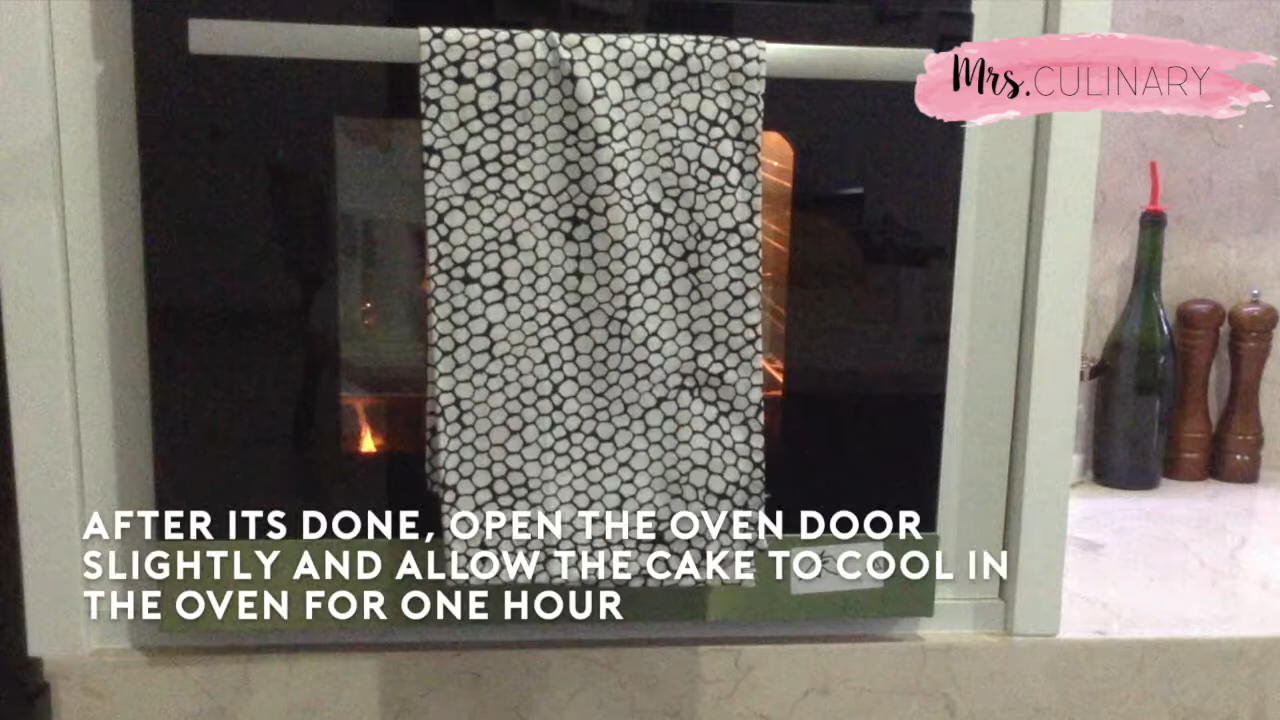 Mrs.CULINARY
AFTER ITS DONE, OPEN THE OVEN DOOR
SLIGHTLY AND ALLOW THE CAKE TO COOL IN
THE OVEN FOR ONE HOUR